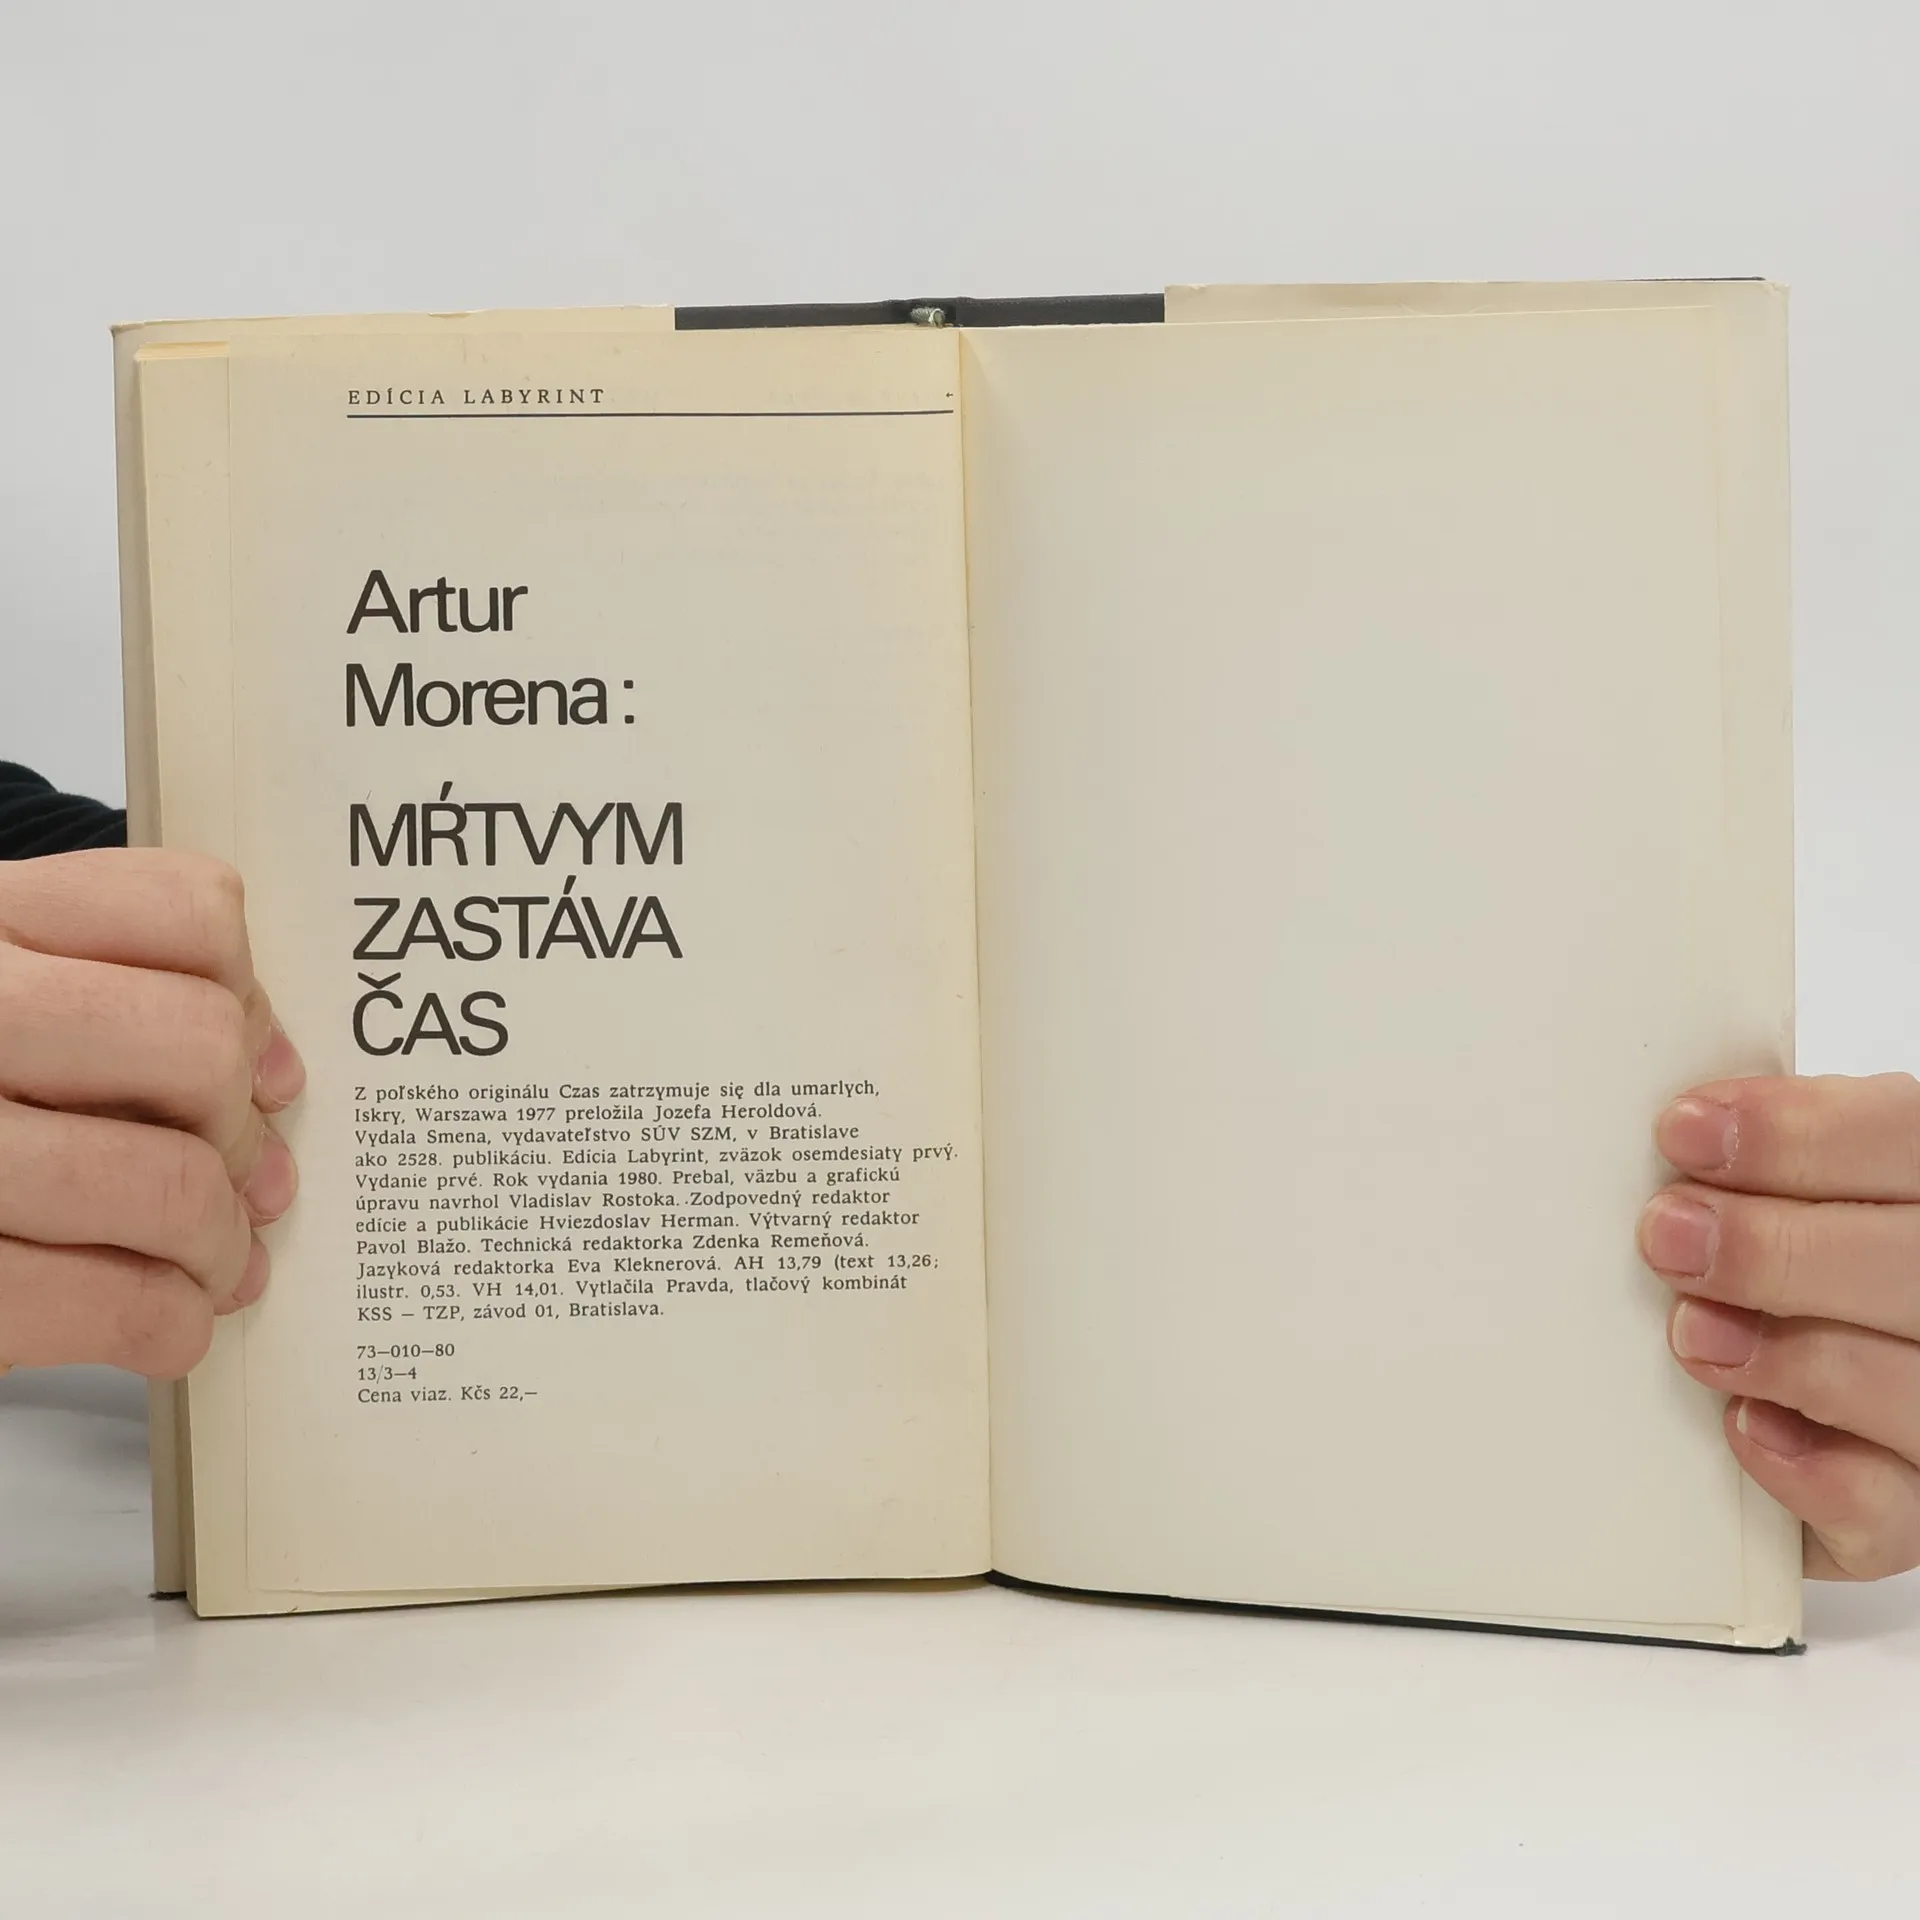 EDÍCIA LABYRINT
Artur
Morena:
MŔTVYM
ZASTÁVA
ČAS
Z poľského originálu Czas zatrzymuje się dla umarlych,
Iskry, Warszawa 1977 preložila Jozefa Heroldová.
Vydala Smena, vydavateľstvo SÚV SZM, v Bratislave
ako 2528. publikáciu. Edícia Labyrint, zväzok osemdesiaty prvý.
Vydanie prvé. Rok vydania 1980. Prebal, väzbu a grafickú
úpravu navrhol Vladislav Rostoka. Zodpovedný redaktor
edície a publikácie Hviezdoslav Herman. Výtvarný redaktor
Pavol Blažo. Technická redaktorka Zdenka Remeňová.
Jazyková redaktorka Eva Kleknerová. AH 13,79 (text 13,26;
ilustr. 0,53. VH 14,01. Vytlačila Pravda, tlačový kombinát
KSS — TZP, závod 01, Bratislava.
73—010—80
13/3—4
Cena viaz. Kčs 22,—